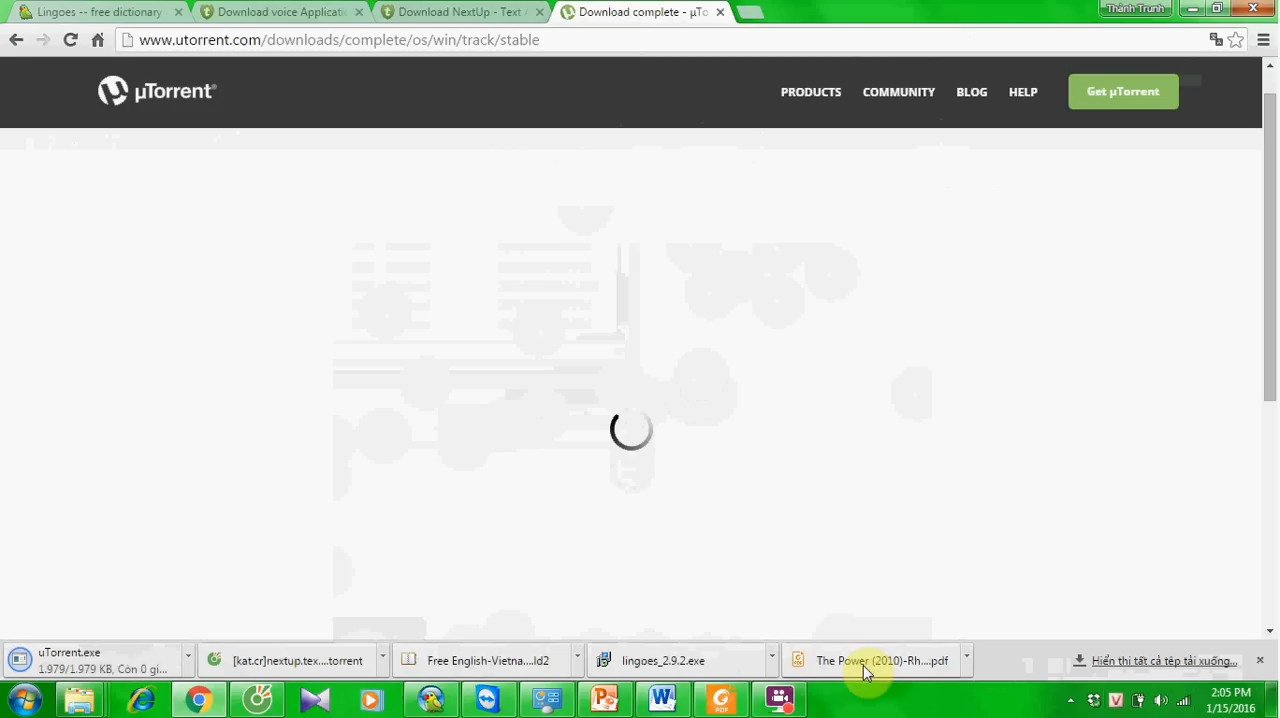 Lingoes -- free dictionary
Download voice Applicati
Download NextUp - Text
Download complete - µTo
Thành Trunh
www.utorrent.com/downloads/complete/os/win/track/stable
µTorrent®
PRODUCTS
COMMUNITY
BLOG
HELP
Get µTorrent
uTorrent.exe
1.979/1.979 KB, Còn 0 gi...
[kat.cr]nextup.tex....torrent
Free English-Vietna....ld2
lingoes_2.9.2.exe
The Power (2010)-Rh....pdf
Hiển thị tất cả tệp tải xuống...
PDF
2:05 PM
1/15/2016